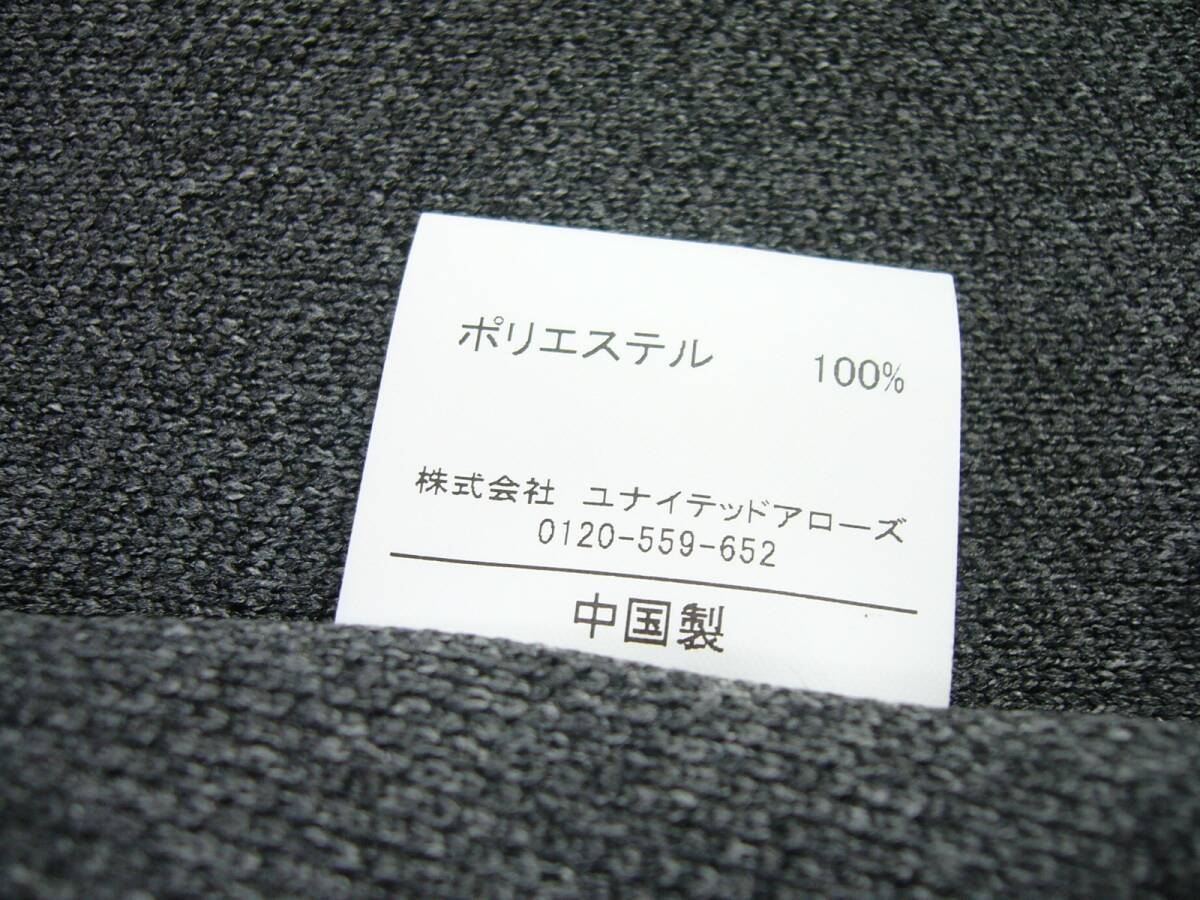 ポリエステル 100%
株式会社 ユナイテッドアローズ
0120-559-652
中国製